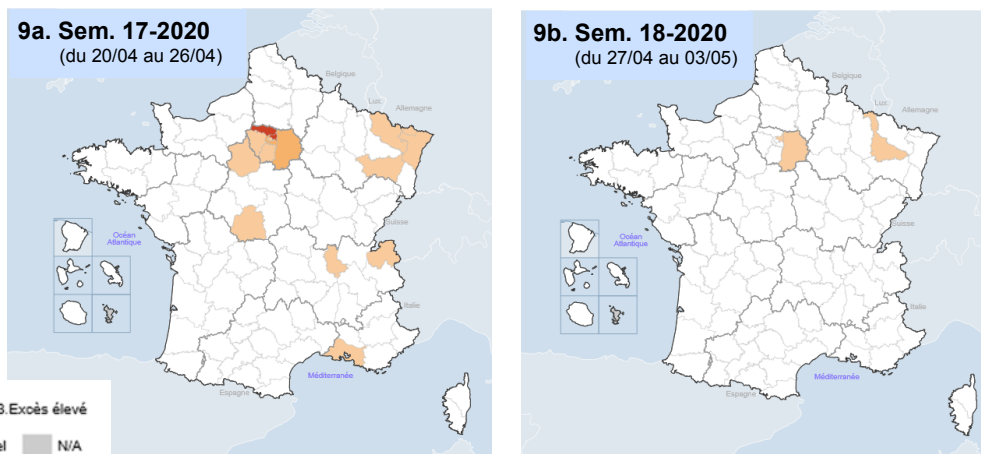 9a. Sem. 17-2020
(du 20/04 au 26/04)
Belgique
Lux.
Allemagne
Suisse
Océan
Atlantique
Italie
Méditerranée
Espagne
3.Excès élevé
el
N/A
9b. Sem. 18-2020
(du 27/04 au 03/05)
Belgique
Lux.
Allemagne
Suisse
Océan
Atlantique
Italie
Méditerranée
Espagne